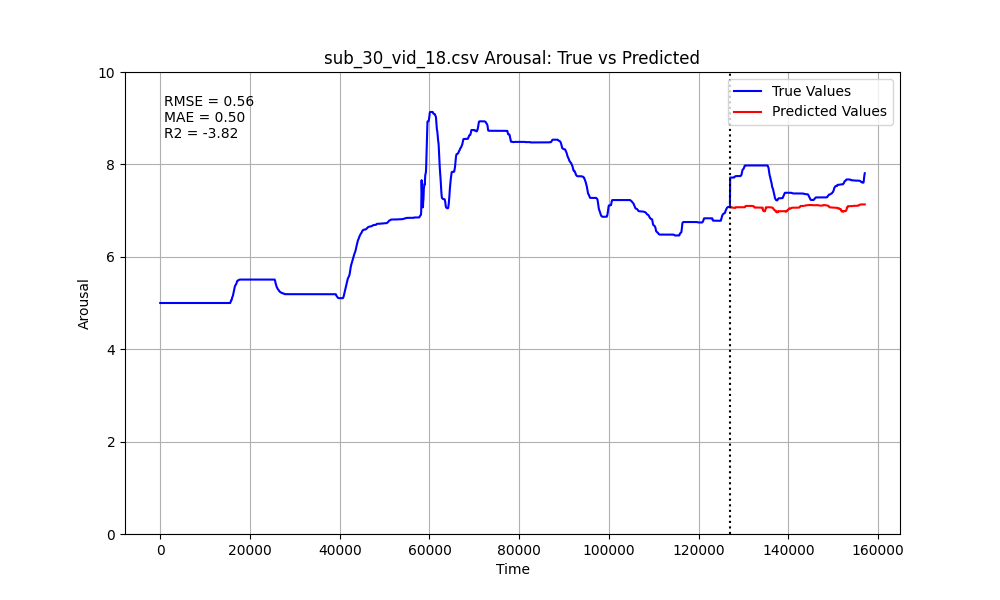 sub_30_vid_18.csv Arousal: True vs Predicted
RMSE = 0.56
MAE = 0.50
R2 = -3.82
True Values
Predicted Values
10
8
6
4
2
0
Arousal
0 20000 40000 60000 80000 100000 120000 140000 160000
Time